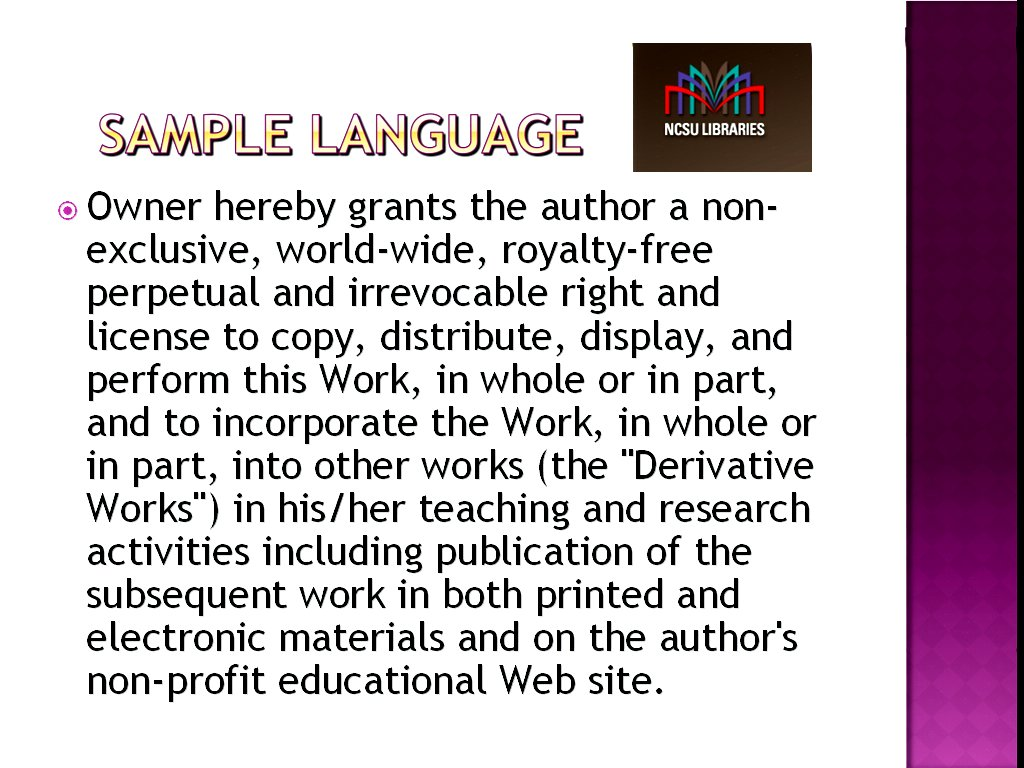 SAMPLE LANGUAGE
NCSU LIBRARIES
Owner hereby grants the author a non-
exclusive, world-wide, royalty-free
perpetual and irrevocable right and
license to copy, distribute, display, and
perform this Work, in whole or in part,
and to incorporate the Work, in whole or
in part, into other works (the "Derivative
Works") in his/her teaching and research
activities including publication of the
subsequent work in both printed and
electronic materials and on the author's
non-profit educational Web site.